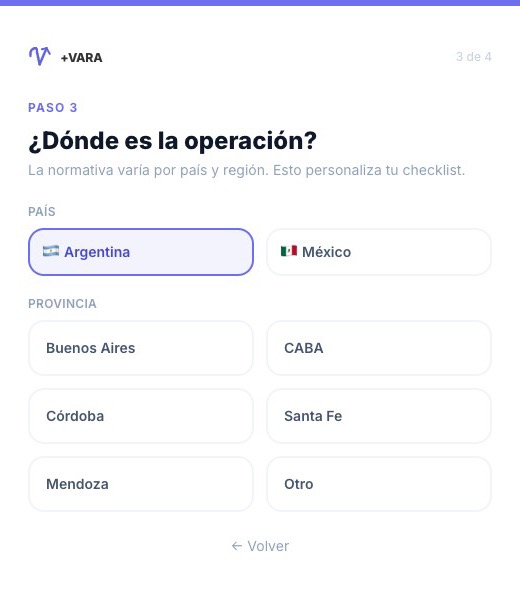 +VARA
3 de 4
PASO 3
¿Dónde es la operación?
La normativa varía por país y región. Esto personaliza tu checklist.
PAÍS
Argentina
México
PROVINCIA
Buenos Aires
CABA
Córdoba
Santa Fe
Mendoza
Otro
← Volver